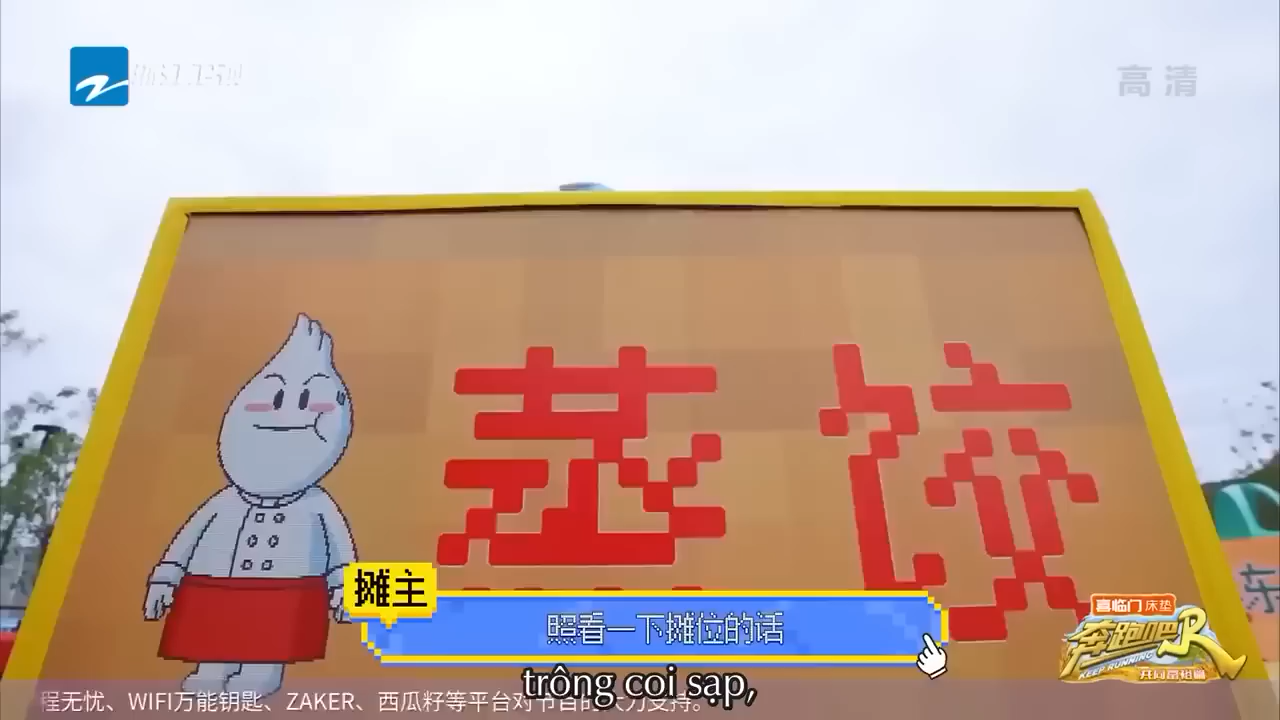 高清
蒸饺
摊主
照看一下摊位的话
喜临门床垫
奔跑吧
KEEP RUNNING
trông coi sạp,
程无忧、WIFI万能钥匙、ZAKER、西瓜籽等平台对节目的大力支持。
东